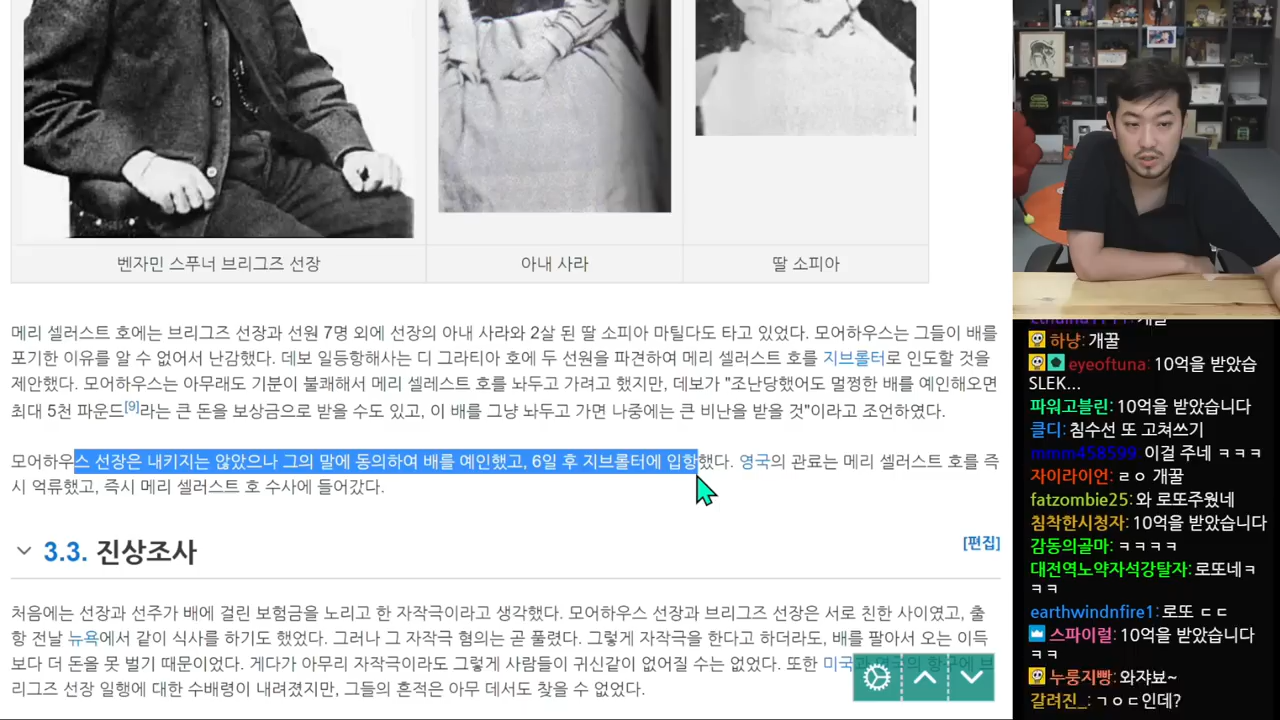 벤자민 스푸너 브리그즈 선장
아내 사라
딸 소피아
메리 셀러스트 호에는 브리그즈 선장과 선원 7명 외에 선장의 아내 사라와 2살 된 딸 소피아 마틸다도 타고 있었다. 모어하우스는 그들이 배를
포기한 이유를 알 수 없어서 난감했다. 데보 일등항해사는 디 그라티아 호에 두 선원을 파견하여 메리 셀러스트 호를 지브롤터로 인도할 것을
제안했다. 모어하우스는 아무래도 기분이 불쾌해서 메리 셀레스트 호를 놔두고 가려고 했지만, 데보가 "조난당했어도 멀쩡한 배를 예인해오면
최대 5천 파운드[9]라는 큰 돈을 보상금으로 받을 수도 있고, 이 배를 그냥 놔두고 가면 나중에는 큰 비난을 받을 것"이라고 조언하였다.
모어하우스 선장은 내키지는 않았으나 그의 말에 동의하여 배를 예인했고, 6일 후 지브롤터에 입항했다. 영국의 관료는 메리 셀러스트 호를 즉
시 억류했고, 즉시 메리 셀러스트 호 수사에 들어갔다.
3.3. 진상조사
[편집]
처음에는 선장과 선주가 배에 걸린 보험금을 노리고 한 자작극이라고 생각했다. 모어하우스 선장과 브리그즈 선장은 서로 친한 사이였고, 출
항 전날 뉴욕에서 같이 식사를 하기도 했었다. 그러나 그 자작극 혐의는 곧 풀렸다. 그렇게 자작극을 한다고 하더라도, 배를 팔아서 오는 이득
보다 더 돈을 못 벌기 때문이었다. 게다가 아무리 자작극이라도 그렇게 사람들이 귀신같이 없어질 수는 없었다. 또한 미국과 영국의 항구에 브
리그즈 선장 일행에 대한 수배령이 내려졌지만, 그들의 흔적은 아무 데서도 찾을 수 없었다.
하냥: 개꿀
eyeoftuna: 10억을 받았습
SLEK...
파워고블린: 10억을 받았습니다
클디: 침수선 또 고쳐쓰기
mmm458599: 이걸 주네 ㅋㅋㅋ
자이라이언: ㄹㅇ 개꿀
fatzombie25: 와 로또주웠네
침착한시청자: 10억을 받았습니다
감동의골마: ㅋㅋㅋㅋ
대전역노약자석강탈자: 로또네ㅋ
ㅋㅋ
earthwindnfire1: 로또 ㄷㄷ
스파이럴: 10억을 받았습니다
ㅋㅋ
누룽지빵: 와쟈뵤~
갈려진_: ㄱㅇㄷ인데?